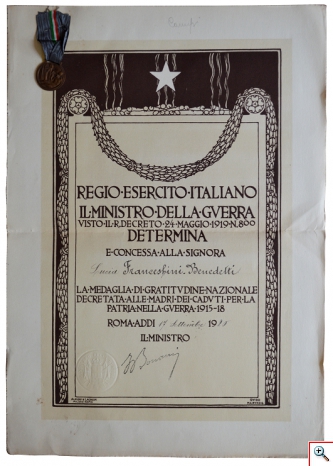 REGIO·ESERCITO·ITALIANO
IL·MINISTRO·DELLA·GVERRA
VISTO·IL·R·DECRETO·24·MAGGIO·1919·N·800
DETERMINA
E·CONCESSA·ALLA·SIGNORA
Lucia Franceschini-Benedetti
LA·MEDAGLIA·DI·GRATITVDINE·NAZIONALE
DECRETATA·ALLE·MADRI·DEI·CADVTI·PER·LA
PATRIA·NELLA·GVERRA·1915-18
ROMA·ADDI 19
IL·MINISTRO